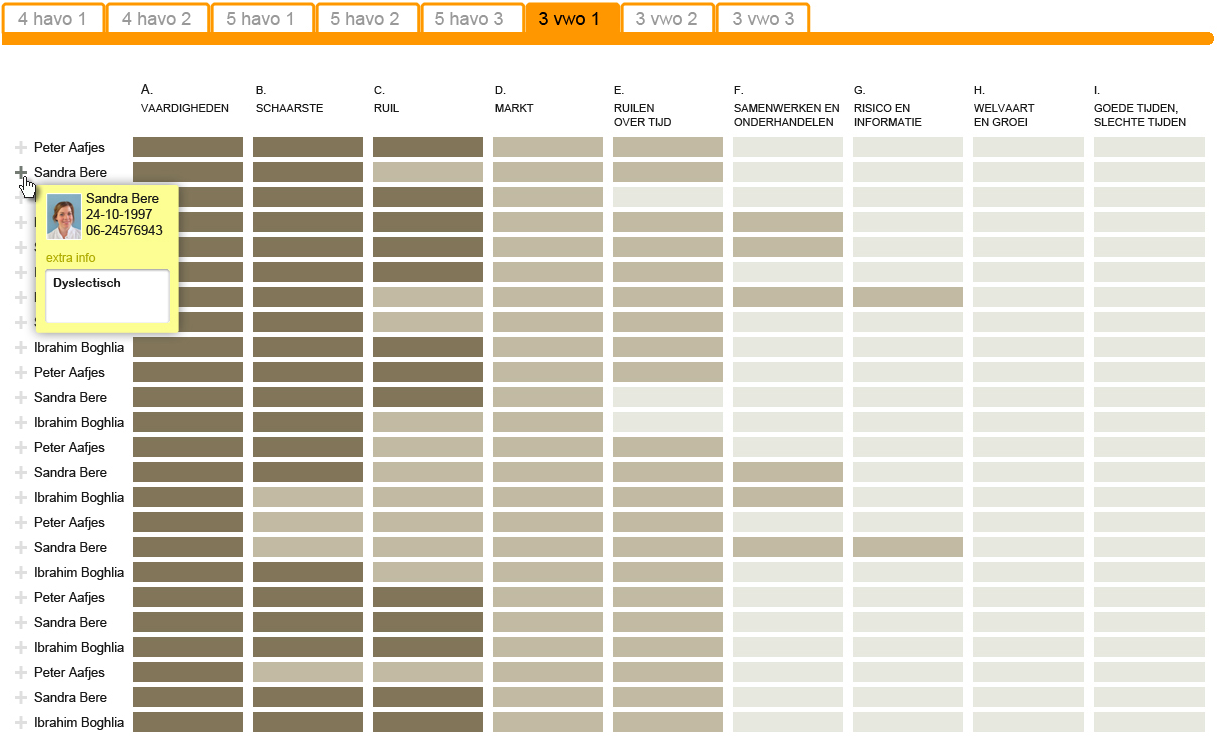 4 havo 1 4 havo 2 5 havo 1 5 havo 2 5 havo 3 3 vwo 1 3 vwo 2 3 vwo 3
A. B. C. D. E. F. G. H. I.
VAARDIGHEDEN SCHAARSTE RUIL MARKT RUILEN SAMENWERKEN EN RISICO EN WELVAART GOEDE TIJDEN,
OVER TIJD ONDERHANDELEN INFORMATIE EN GROEI SLECHTE TIJDEN
Peter Aafjes
Sandra Bere
Sandra Bere
24-10-1997
06-24576943
extra info
Dyslectisch
Ibrahim Boghlia
Peter Aafjes
Sandra Bere
Ibrahim Boghlia
Peter Aafjes
Sandra Bere
Ibrahim Boghlia
Peter Aafjes
Sandra Bere
Ibrahim Boghlia
Peter Aafjes
Sandra Bere
Ibrahim Boghlia
Peter Aafjes
Sandra Bere
Ibrahim Boghlia